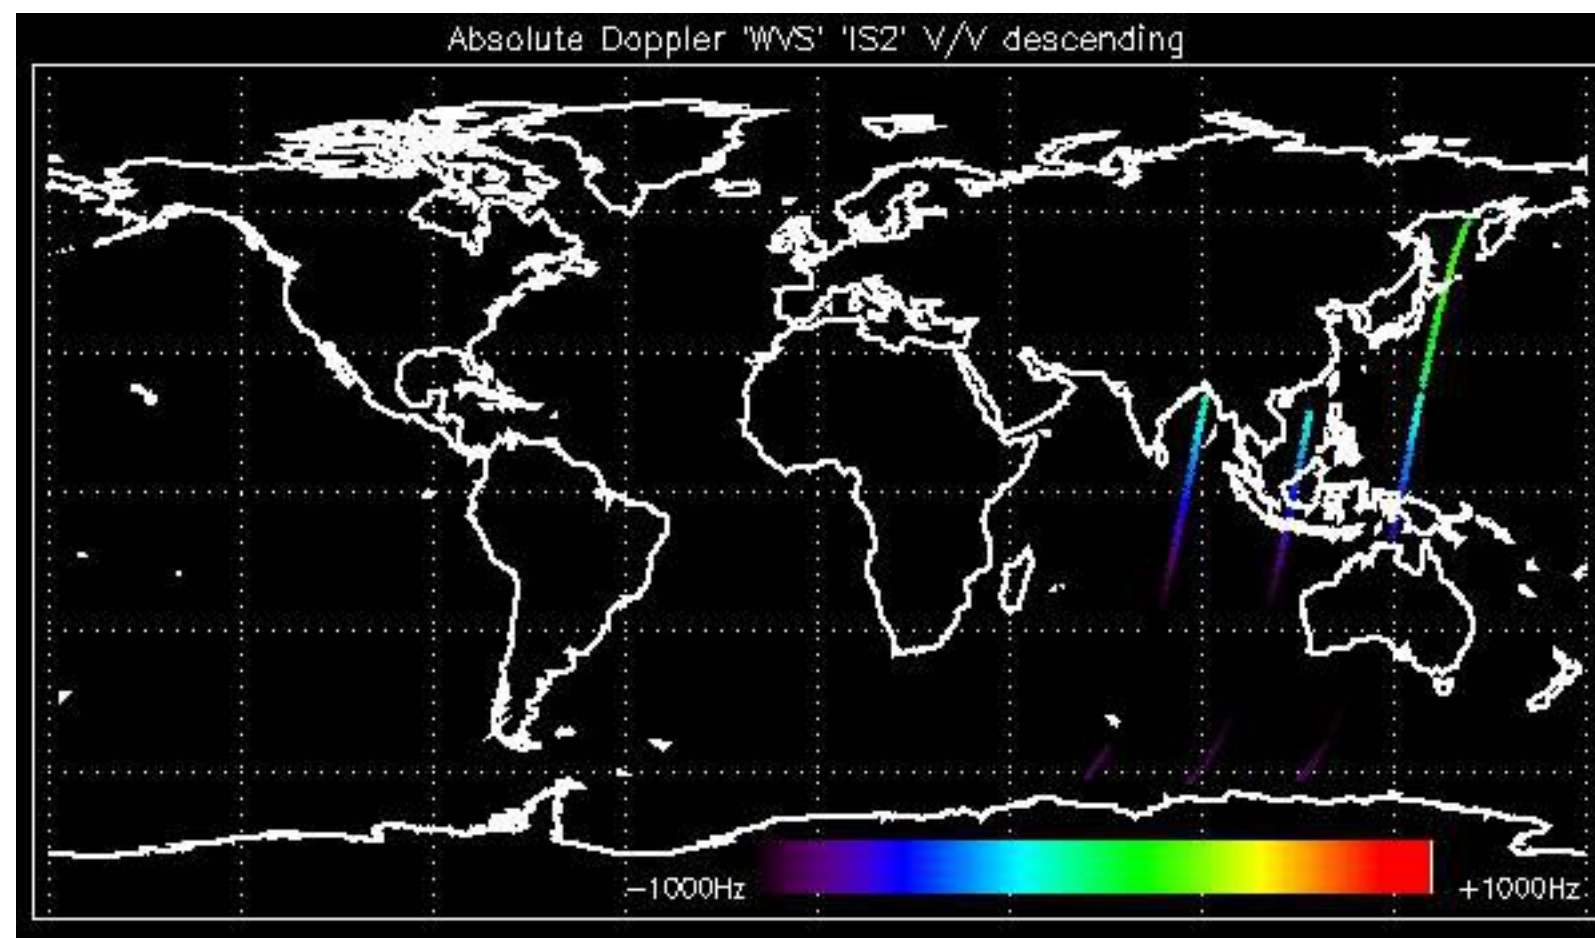 Absolute Doppler 'WVS' 'IS2' V/V descending
−1000Hz
+1000Hz